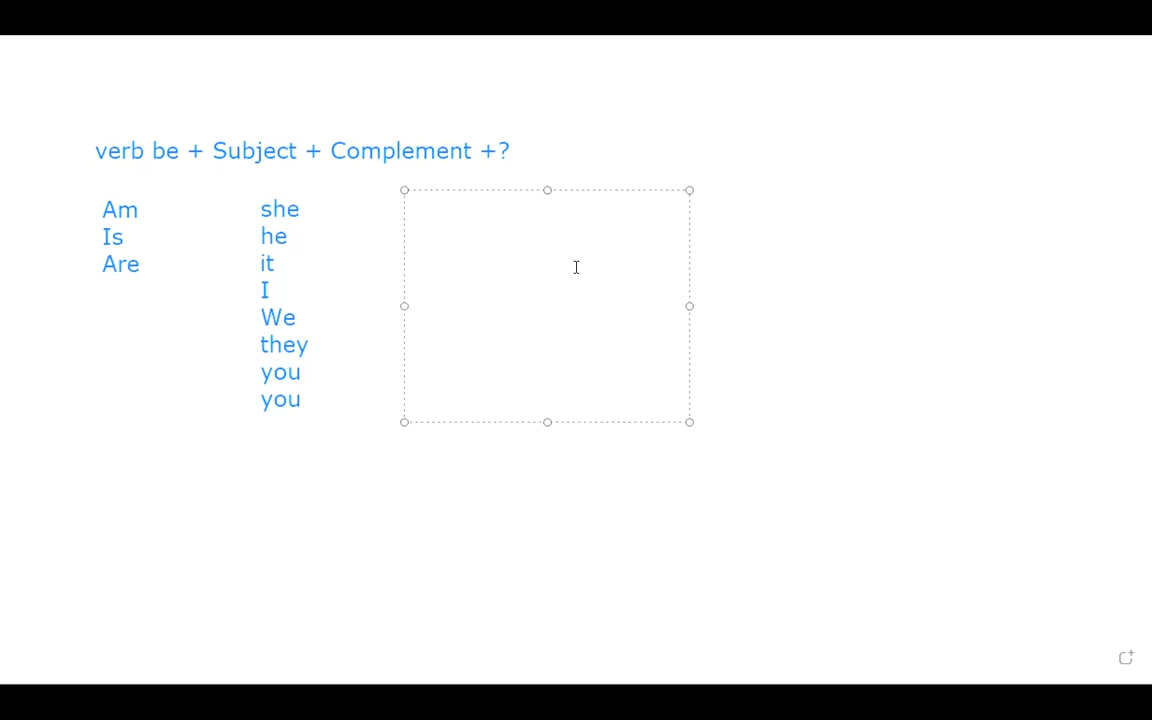 verb be + Subject + Complement +?
Am
Is
Are
she
he
it
I
We
they
you
you